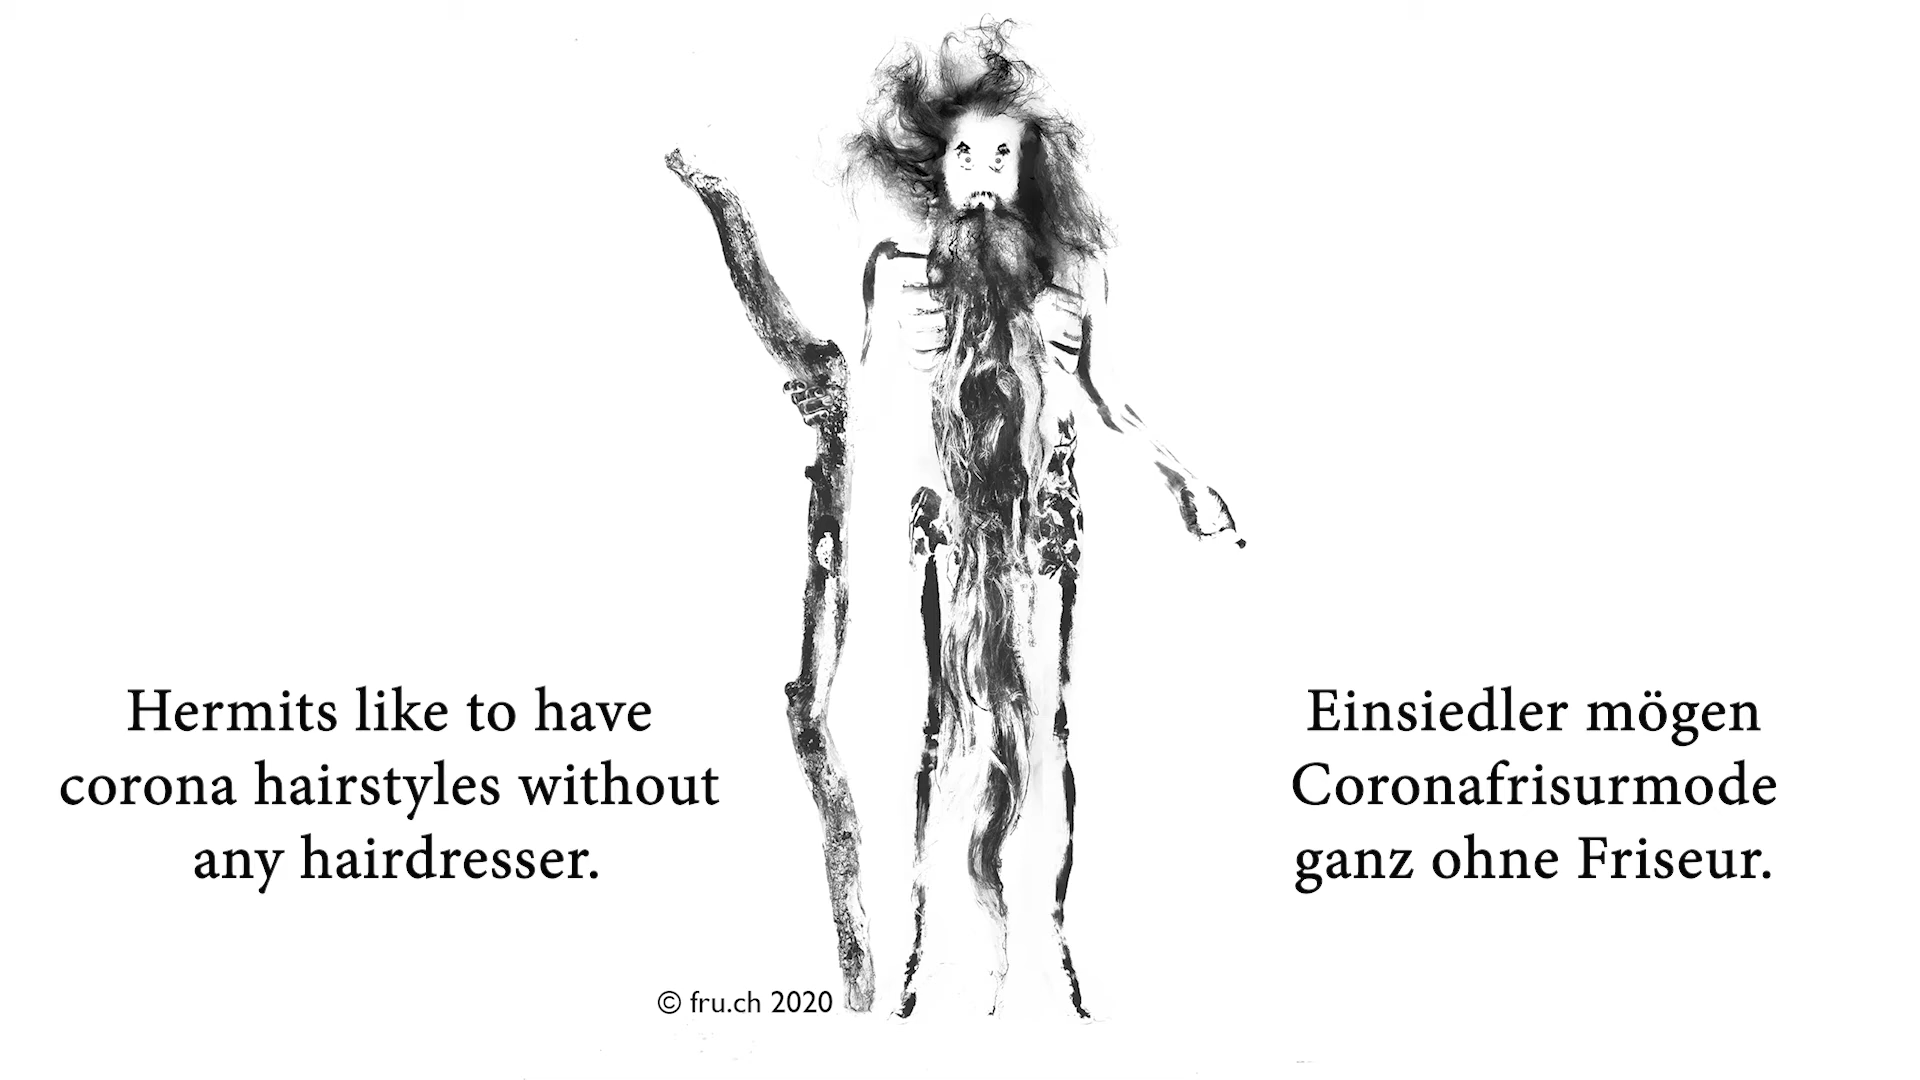 Hermits like to have
corona hairstyles without
any hairdresser.
Einsiedler mögen
Coronafrisurmode
ganz ohne Friseur.
© fru.ch 2020